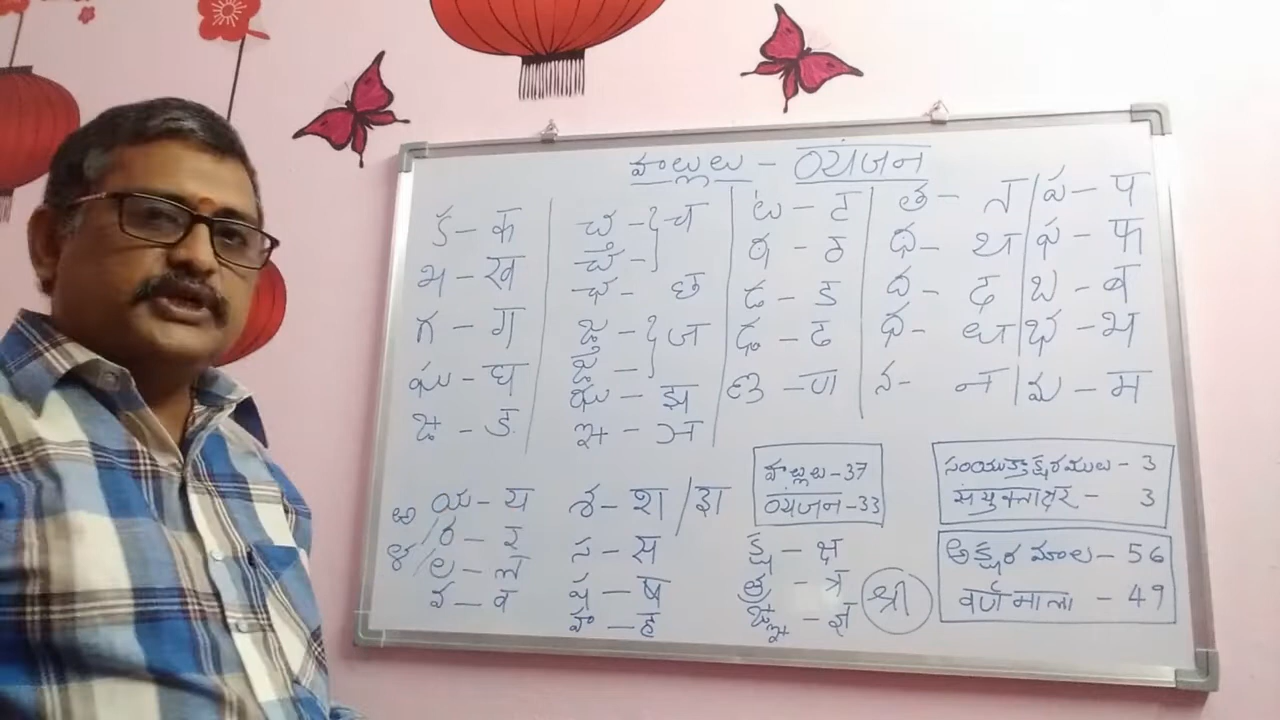 హల్లులు - व्यंजन
క - क
ఖ - ख
గ - ग
ఘ - घ
ఙ - ङ
చ - च
ఛ - छ
జ - ज
ఝ - झ
ఞ - ञ
ట - ट
ఠ - ठ
డ - ड
ఢ - ढ
ణ - ण
త - त
థ - थ
ద - द
ధ - ध
న - न
ప - प
ఫ - फ
బ - ब
భ - भ
మ - म
య - य
ఱ / ర - र
ళ / ల - ल
వ - व
శ - श /
స - स
ష - ष
హ - ह
హల్లులు - 37
व्यंजन - 33
క్ష - क्ष
త్ర - त्र
జ్ఞ - ज्ञ
श्री
సంయుక్తాక్షరములు - 3
संयुक्ताक्षर - 3
అక్షరమాల - 56
वर्णमाला - 49